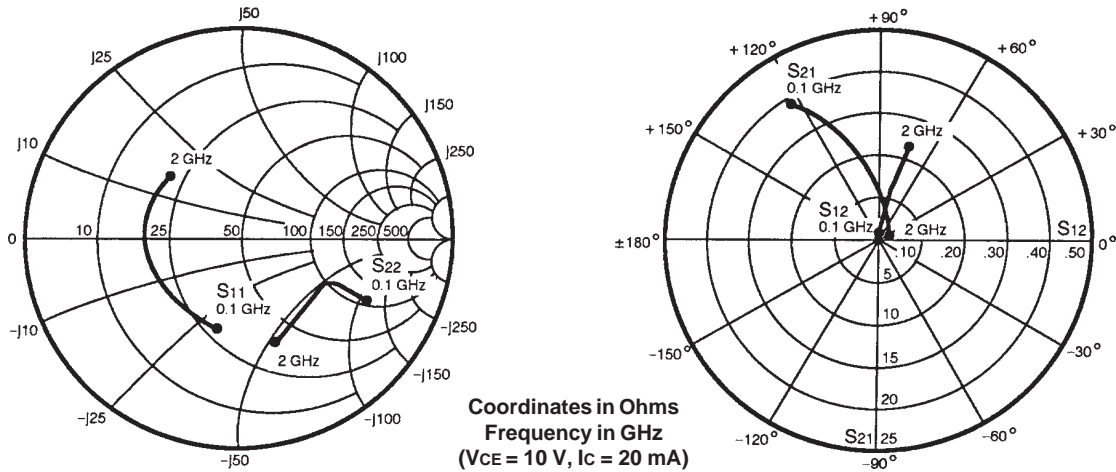 j50
j25
j100
j150
j10
2 GHz
j250
0
10
25
50
100
150
250
500
S22
0.1 GHz
S11
0.1 GHz
–j10
–j250
2 GHz
–j150
–j25
–j100
–j50
+90°
+120°
+60°
S21
0.1 GHz
+150°
2 GHz
+30°
S12
0.1 GHz
2 GHz
S12
±180°
0°
.10
.20
.30
.40
.50
5
10
15
20
S21 25
–150°
–30°
–120°
–60°
–90°
Coordinates in Ohms
Frequency in GHz
(VCE = 10 V, IC = 20 mA)